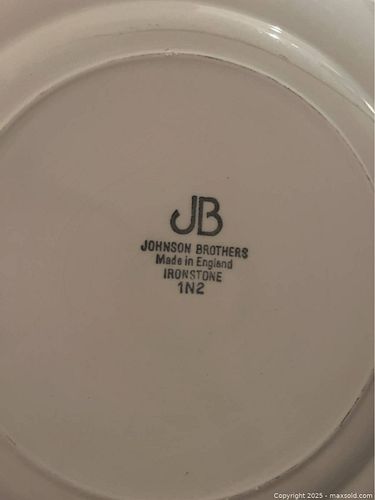 JB
JOHNSON BROTHERS
Made in England
IRONSTONE
1N2
Copyright 2025 - maxsold.com